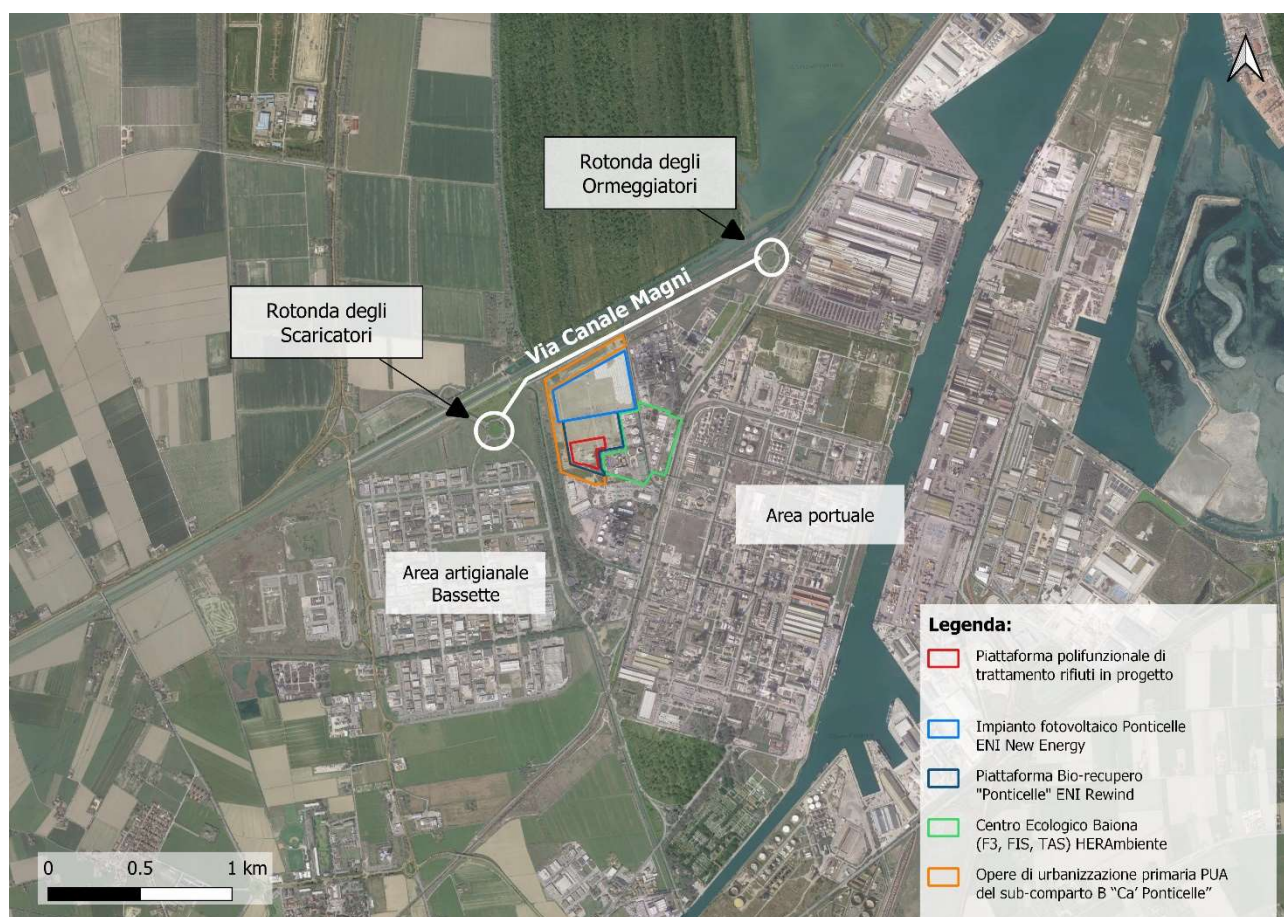 Rotonda degli
Ormeggiatori
Via Canale Magni
Rotonda degli
Scaricatori
Area portuale
Area artigianale
Bassette
Legenda:
Piattaforma polifunzionale di
trattamento rifiuti in progetto
Impianto fotovoltaico Ponticelle
ENI New Energy
Piattaforma Bio-recupero
"Ponticelle" ENI Rewind
Centro Ecologico Baiona
(F3, FIS, TAS) HERAmbiente
Opere di urbanizzazione primaria PUA
del sub-comparto B “Ca’ Ponticelle”
0 0.5 1 km